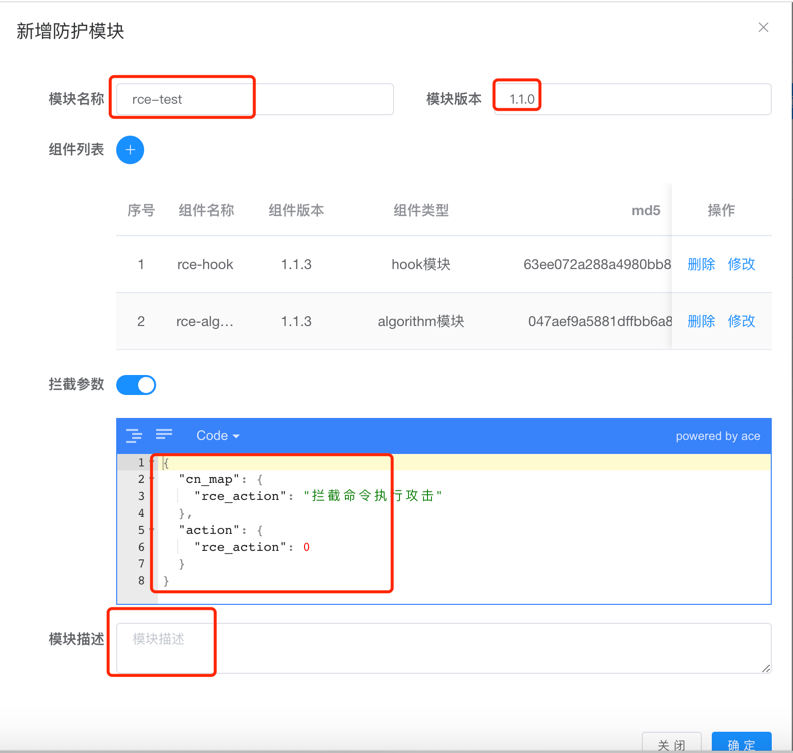 新增防护模块
模块名称 rce-test 模块版本 1.1.0
组件列表
序号 组件名称 组件版本 组件类型 md5 操作
1 rce-hook 1.1.3 hook模块 63ee072a288a4980bb8 删除 修改
2 rce-alg... 1.1.3 algorithm模块 047aef9a5881dffbb6a8 删除 修改
拦截参数
Code powered by ace
1 {
2 "cn_map": {
3 "rce_action": "拦截命令执行攻击"
4 },
5 "action": {
6 "rce_action": 0
7 }
8 }
模块描述 模块描述
关闭 确定